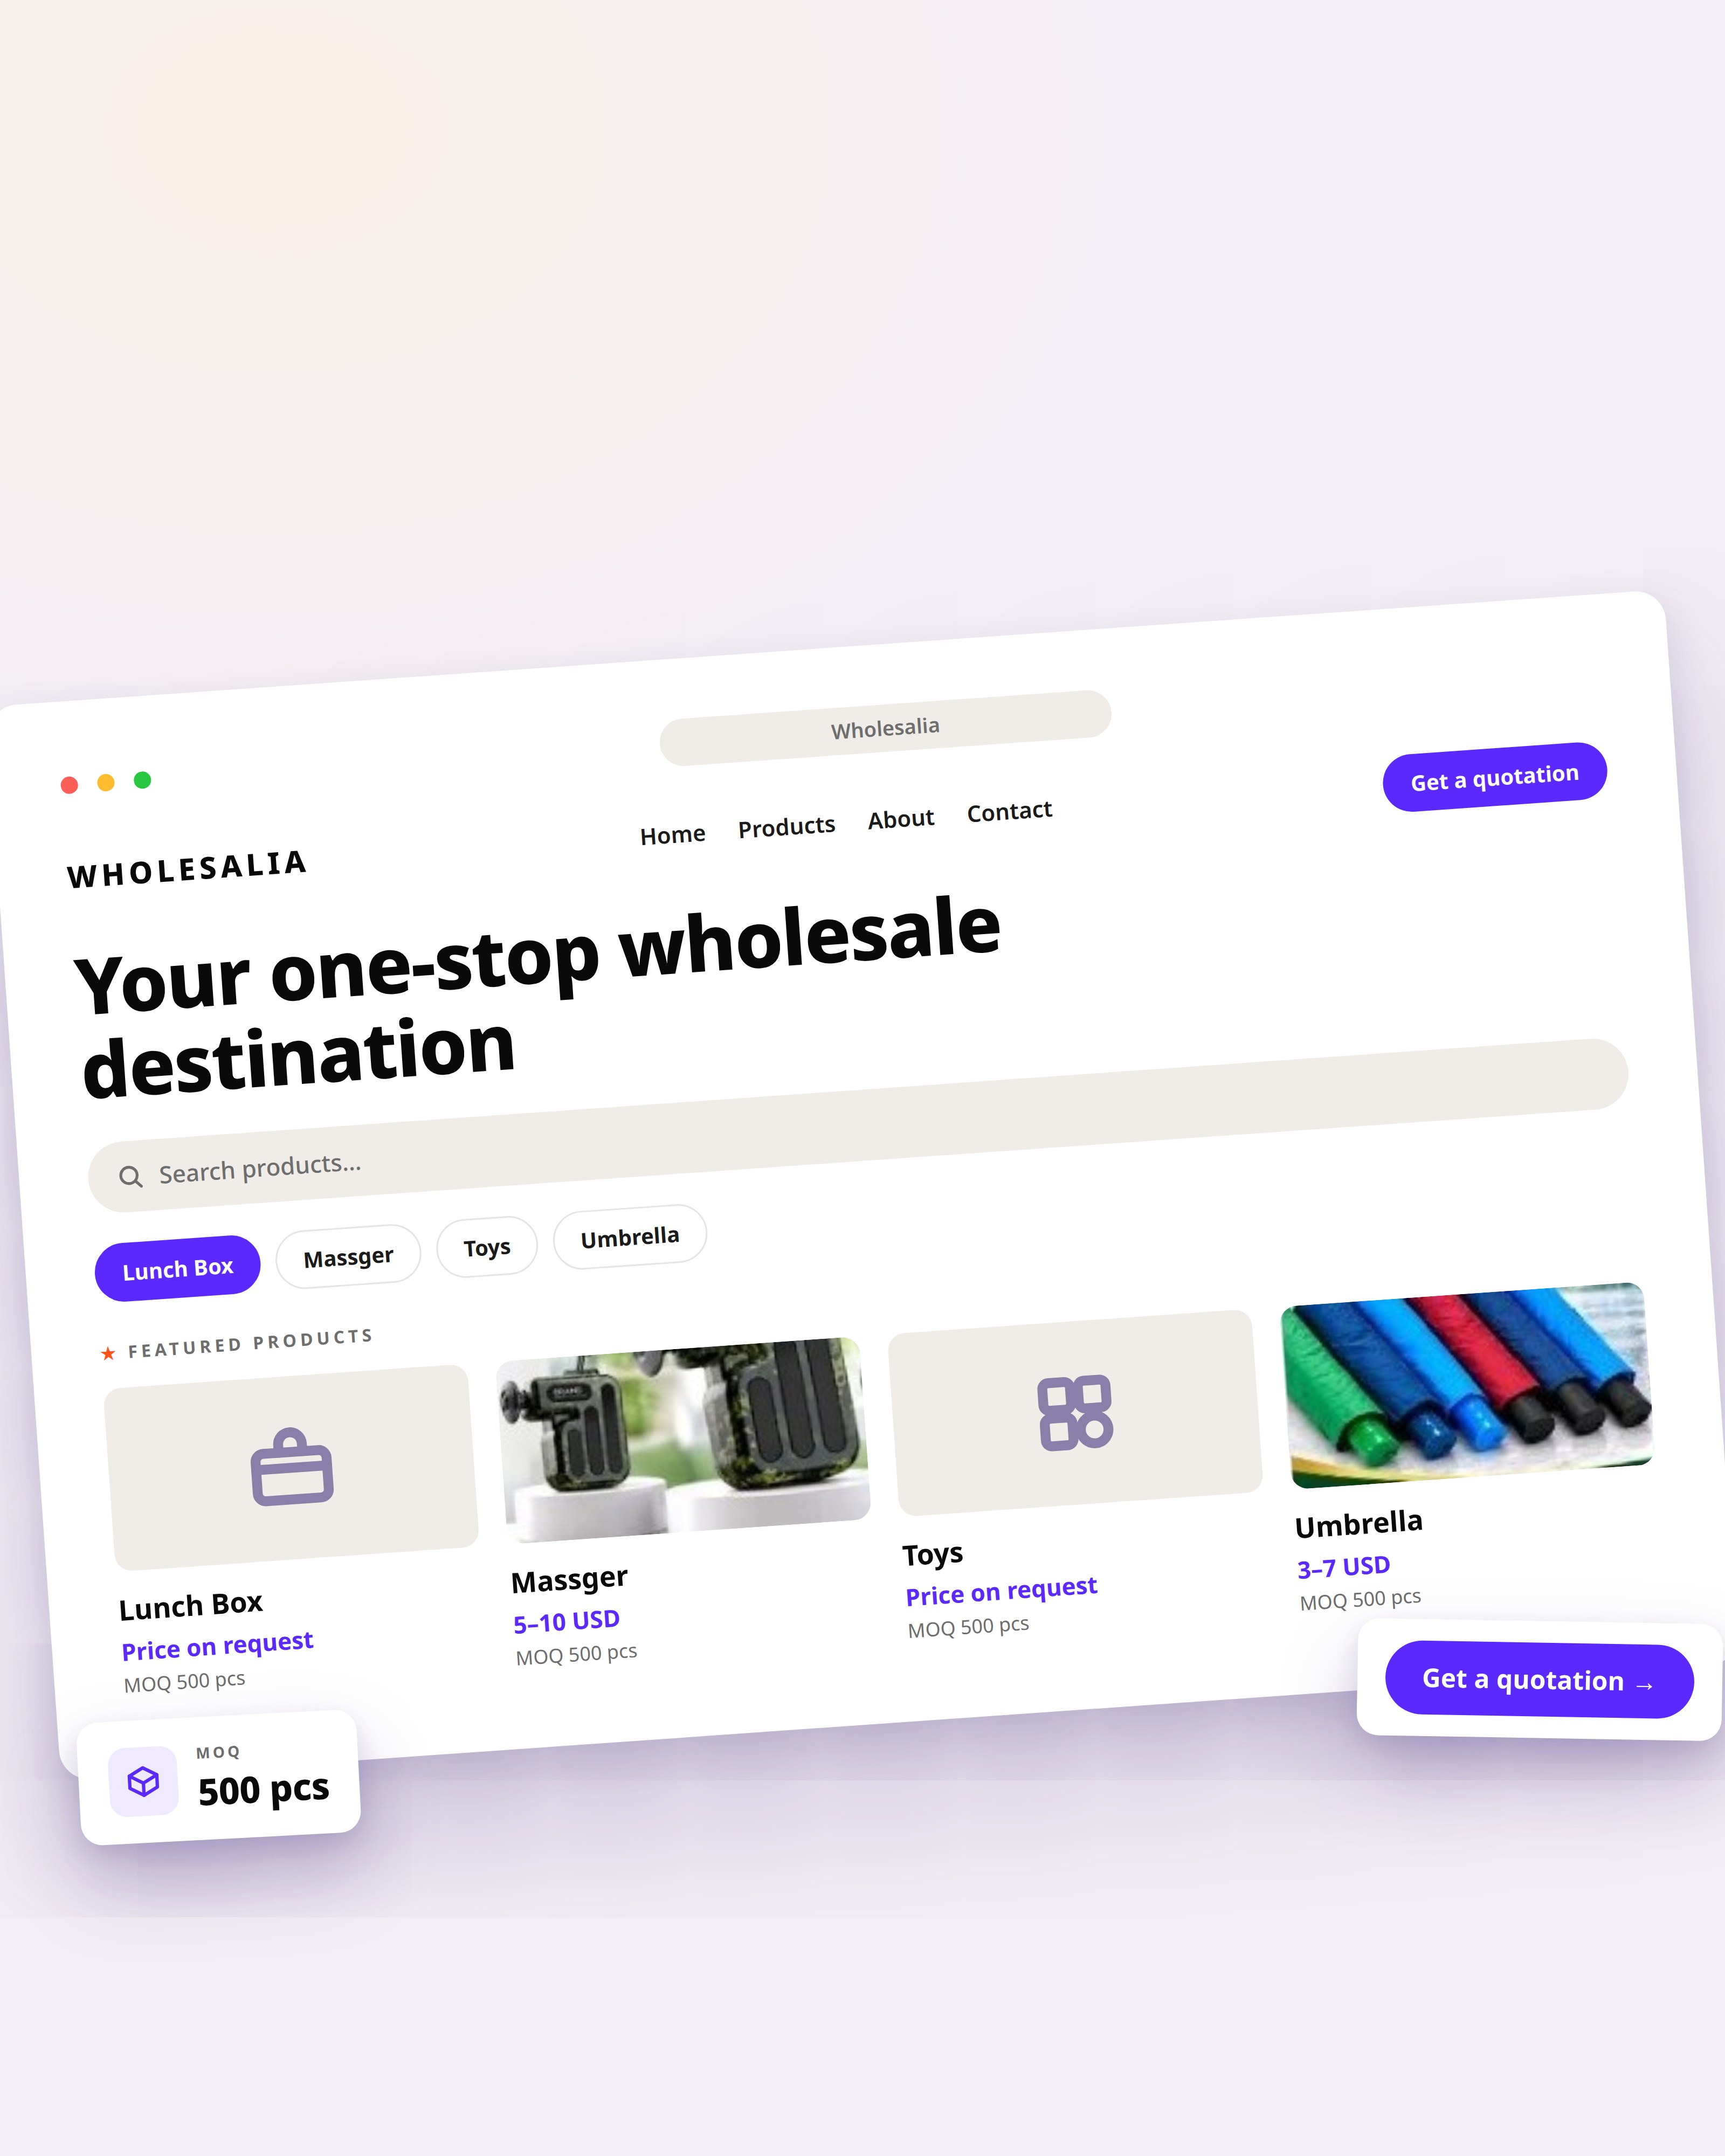 Wholesalia
WHOLESALIA
Home Products About Contact
Get a quotation
Your one-stop wholesale
destination
Search products...
Lunch Box Massger Toys Umbrella
★ FEATURED PRODUCTS
Lunch Box
Price on request
MOQ 500 pcs
Massger
5–10 USD
MOQ 500 pcs
Toys
Price on request
MOQ 500 pcs
Umbrella
3–7 USD
MOQ 500 pcs
Get a quotation →
MOQ
500 pcs